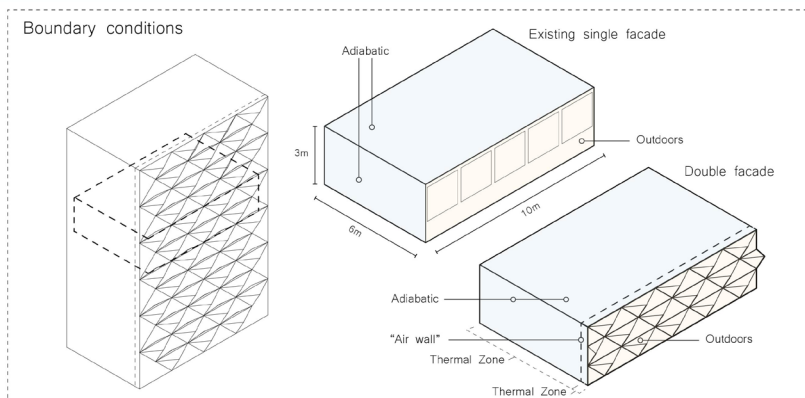 Boundary conditions
Existing single facade
Adiabatic
Outdoors
3m
6m
10m
Double facade
Adiabatic
"Air wall"
Outdoors
Thermal Zone
Thermal Zone